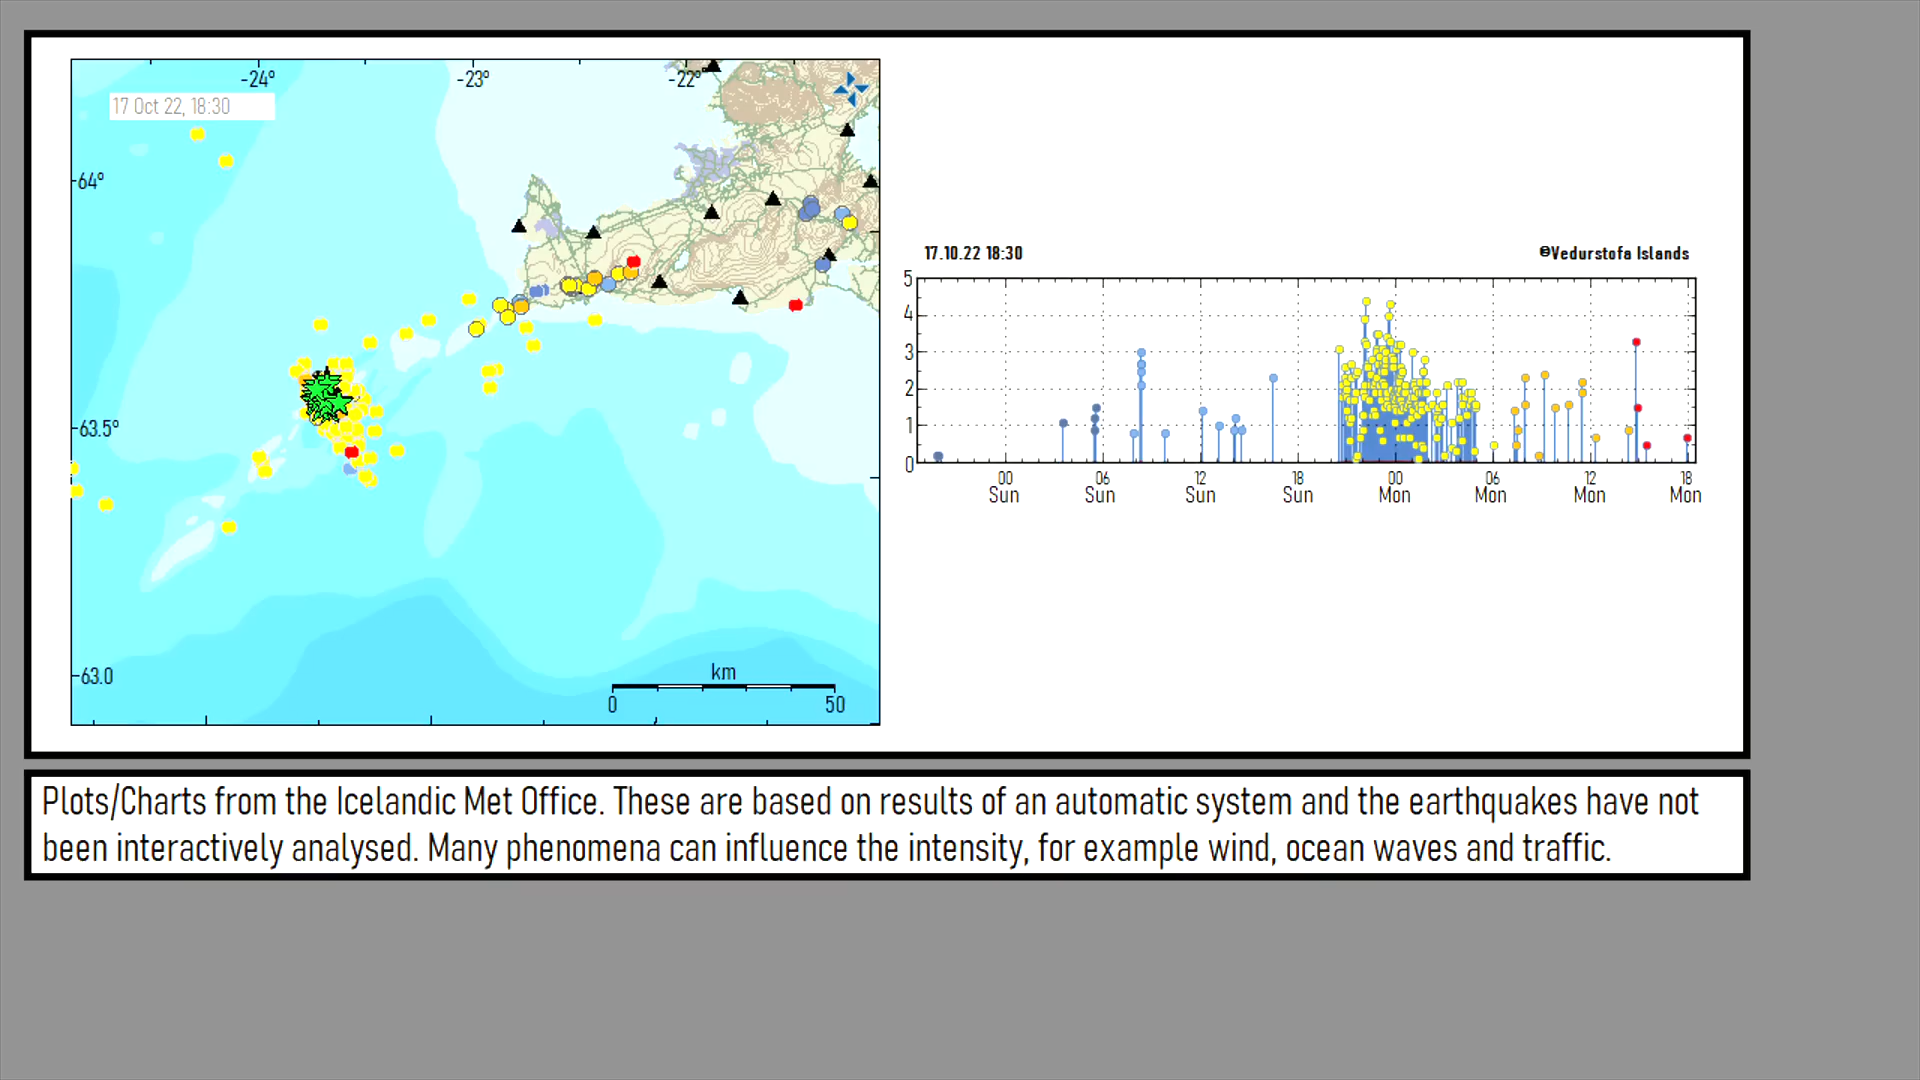 -24° -23° -22°
17 Oct 22, 18:30
64°
63.5°
63.0
km
0 50
17.10.22 18:30 ©Vedurstofa Islands
5
4
3
2
1
0
00 06 12 18 00 06 12 18
Sun Sun Sun Sun Mon Mon Mon Mon
Plots/Charts from the Icelandic Met Office. These are based on results of an automatic system and the earthquakes have not
been interactively analysed. Many phenomena can influence the intensity, for example wind, ocean waves and traffic.